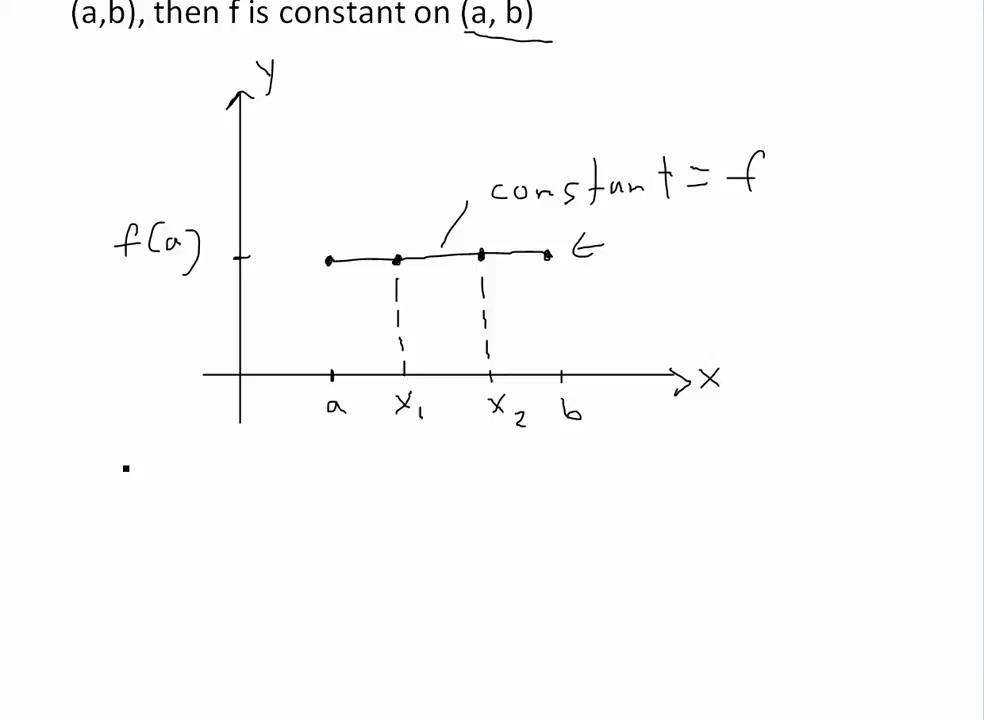 (a,b), then f is constant on (a, b)
y
constant = f
f(a)
x
a x1 x2 b